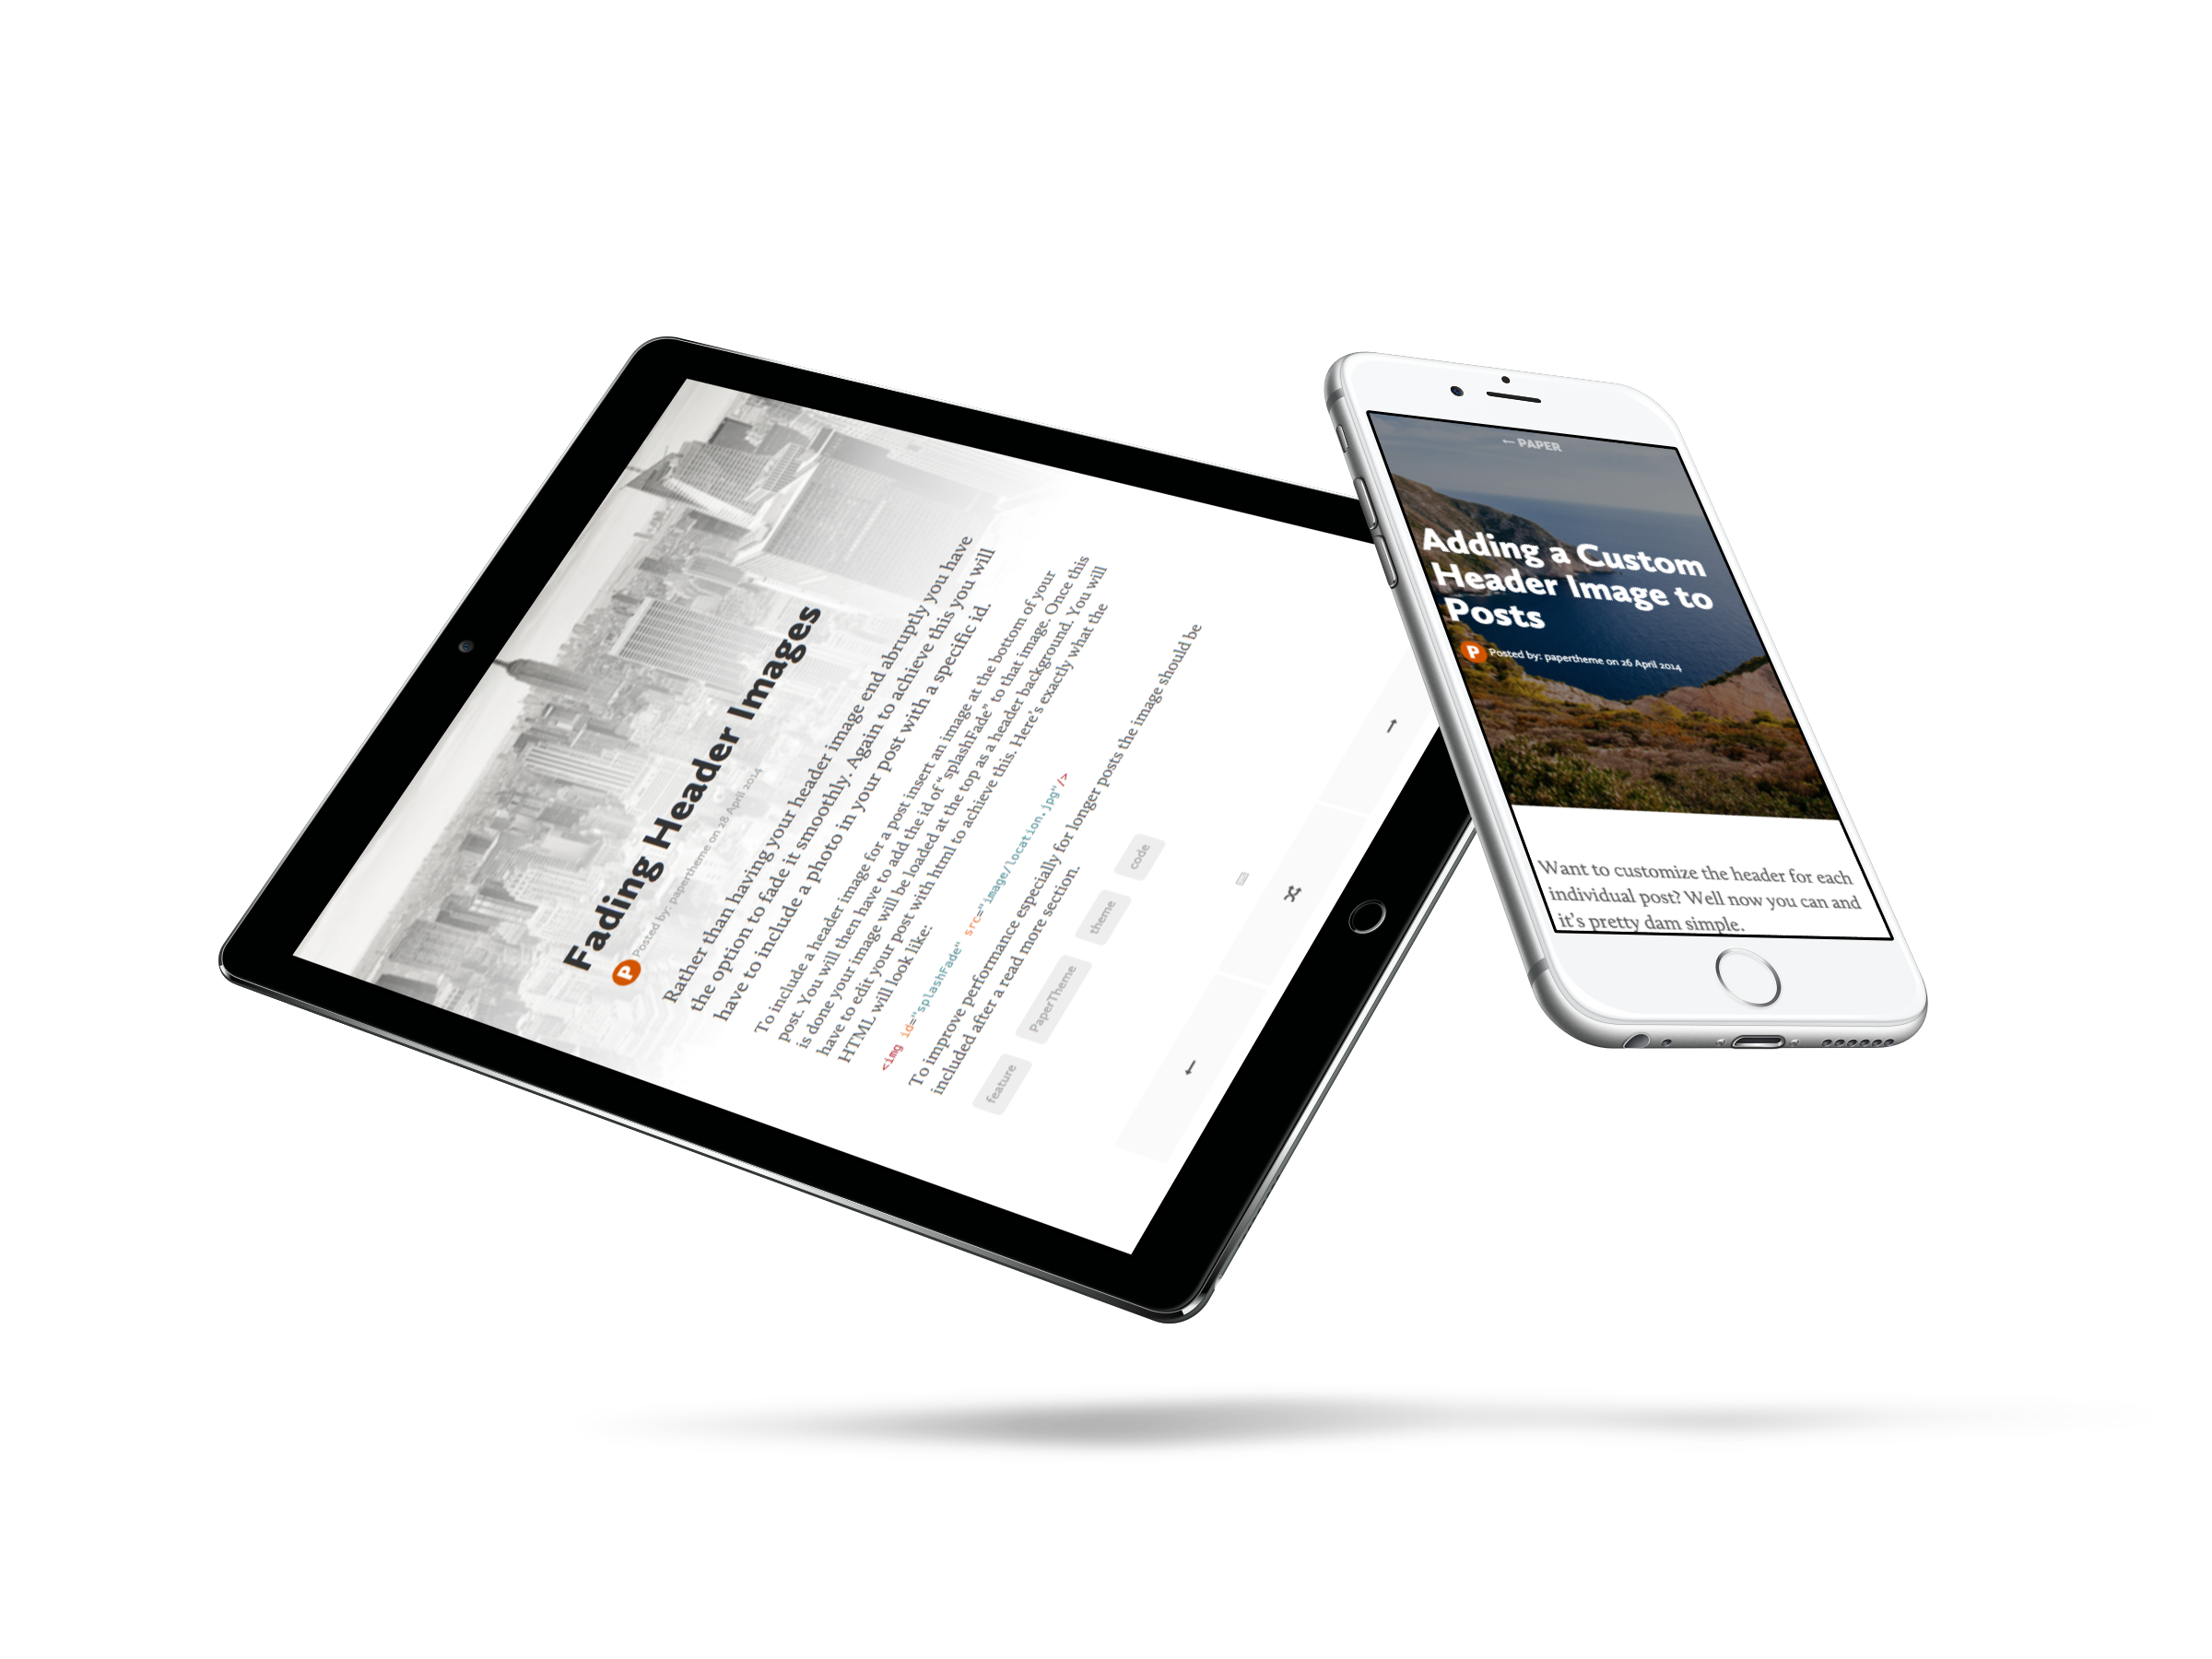 Fading Header Images
P Posted by: papertheme on 28 April 2014
Rather than having your header image end abruptly you have
the option to fade it smoothly. Again to achieve this you will
have to include a photo in your post with a specific id.
To include a header image for a post insert an image at the bottom of your
post. You will then have to add the id of "splashFade" to that image. Once this
is done your image will be loaded at the top as a header background. You will
have to edit your post with html to achieve this. Here's exactly what the
HTML will look like:
<img id="splashFade" src="image/location.jpg"/>
To improve performance especially for longer posts the image should be
included after a read more section.
feature PaperTheme theme code
← PAPER
Adding a Custom
Header Image to
Posts
P Posted by: papertheme on 26 April 2014
Want to customize the header for each
individual post? Well now you can and
it's pretty dam simple.